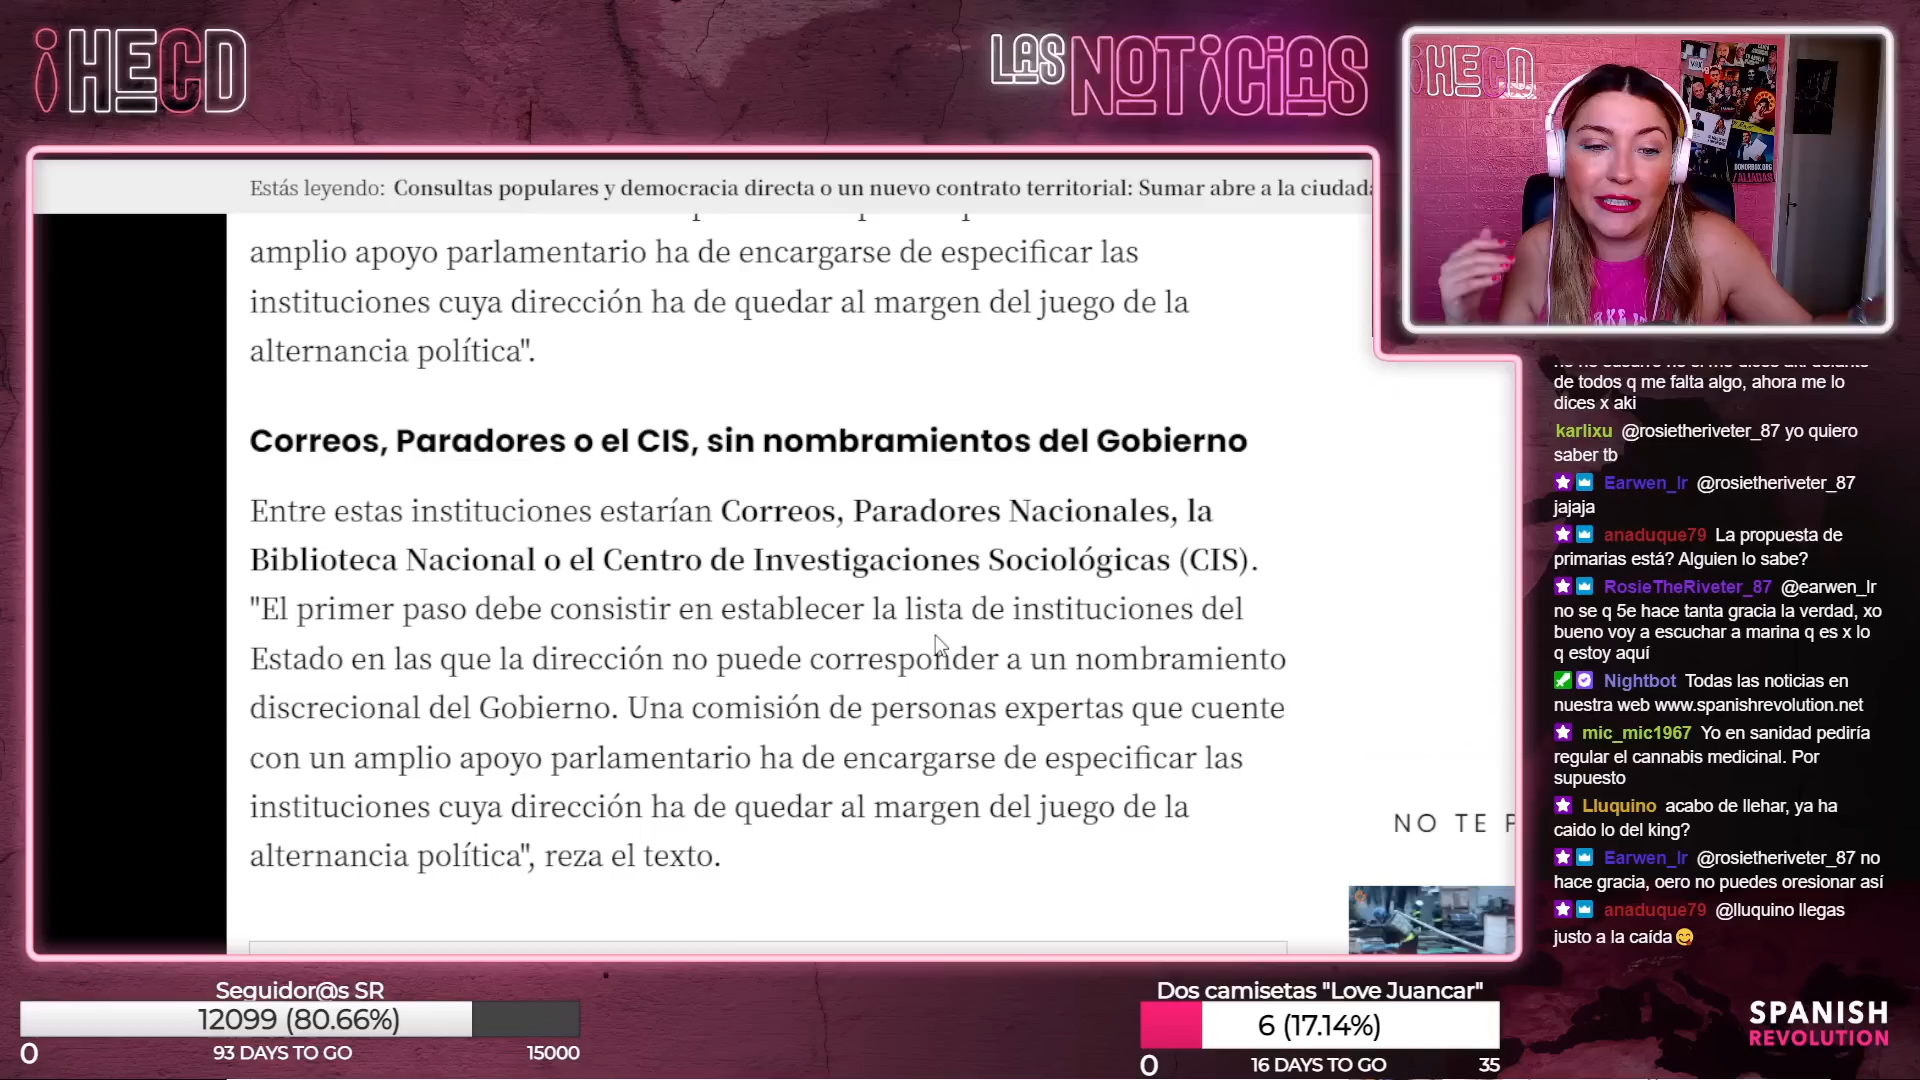 ¡HECD
LAS NOTICIAS
¡HECD
Estás leyendo: Consultas populares y democracia directa o un nuevo contrato territorial: Sumar abre a la ciudada
amplio apoyo parlamentario ha de encargarse de especificar las
instituciones cuya dirección ha de quedar al margen del juego de la
alternancia política".
Correos, Paradores o el CIS, sin nombramientos del Gobierno
Entre estas instituciones estarían Correos, Paradores Nacionales, la
Biblioteca Nacional o el Centro de Investigaciones Sociológicas (CIS).
"El primer paso debe consistir en establecer la lista de instituciones del
Estado en las que la dirección no puede corresponder a un nombramiento
discrecional del Gobierno. Una comisión de personas expertas que cuente
con un amplio apoyo parlamentario ha de encargarse de especificar las
instituciones cuya dirección ha de quedar al margen del juego de la
alternancia política", reza el texto.
NO TE P
de todos q me falta algo, ahora me lo
dices x aki
karlixu @rosietheriveter_87 yo quiero
saber tb
Earwen_lr @rosietheriveter_87
jajaja
anaduque79 La propuesta de
primarias está? Alguien lo sabe?
RosieTheRiveter_87 @earwen_lr
no se q 5e hace tanta gracia la verdad, xo
bueno voy a escuchar a marina q es x lo
q estoy aquí
Nightbot Todas las noticias en
nuestra web www.spanishrevolution.net
mic_mic1967 Yo en sanidad pediría
regular el cannabis medicinal. Por
supuesto
Lluquino acabo de llehar, ya ha
caido lo del king?
Earwen_lr @rosietheriveter_87 no
hace gracia, oero no puedes oresionar así
anaduque79 @lluquino llegas
justo a la caída
Seguidor@s SR
12099 (80.66%)
0 93 DAYS TO GO 15000
Dos camisetas "Love Juancar"
6 (17.14%)
0 16 DAYS TO GO 35
SPANISH
REVOLUTION